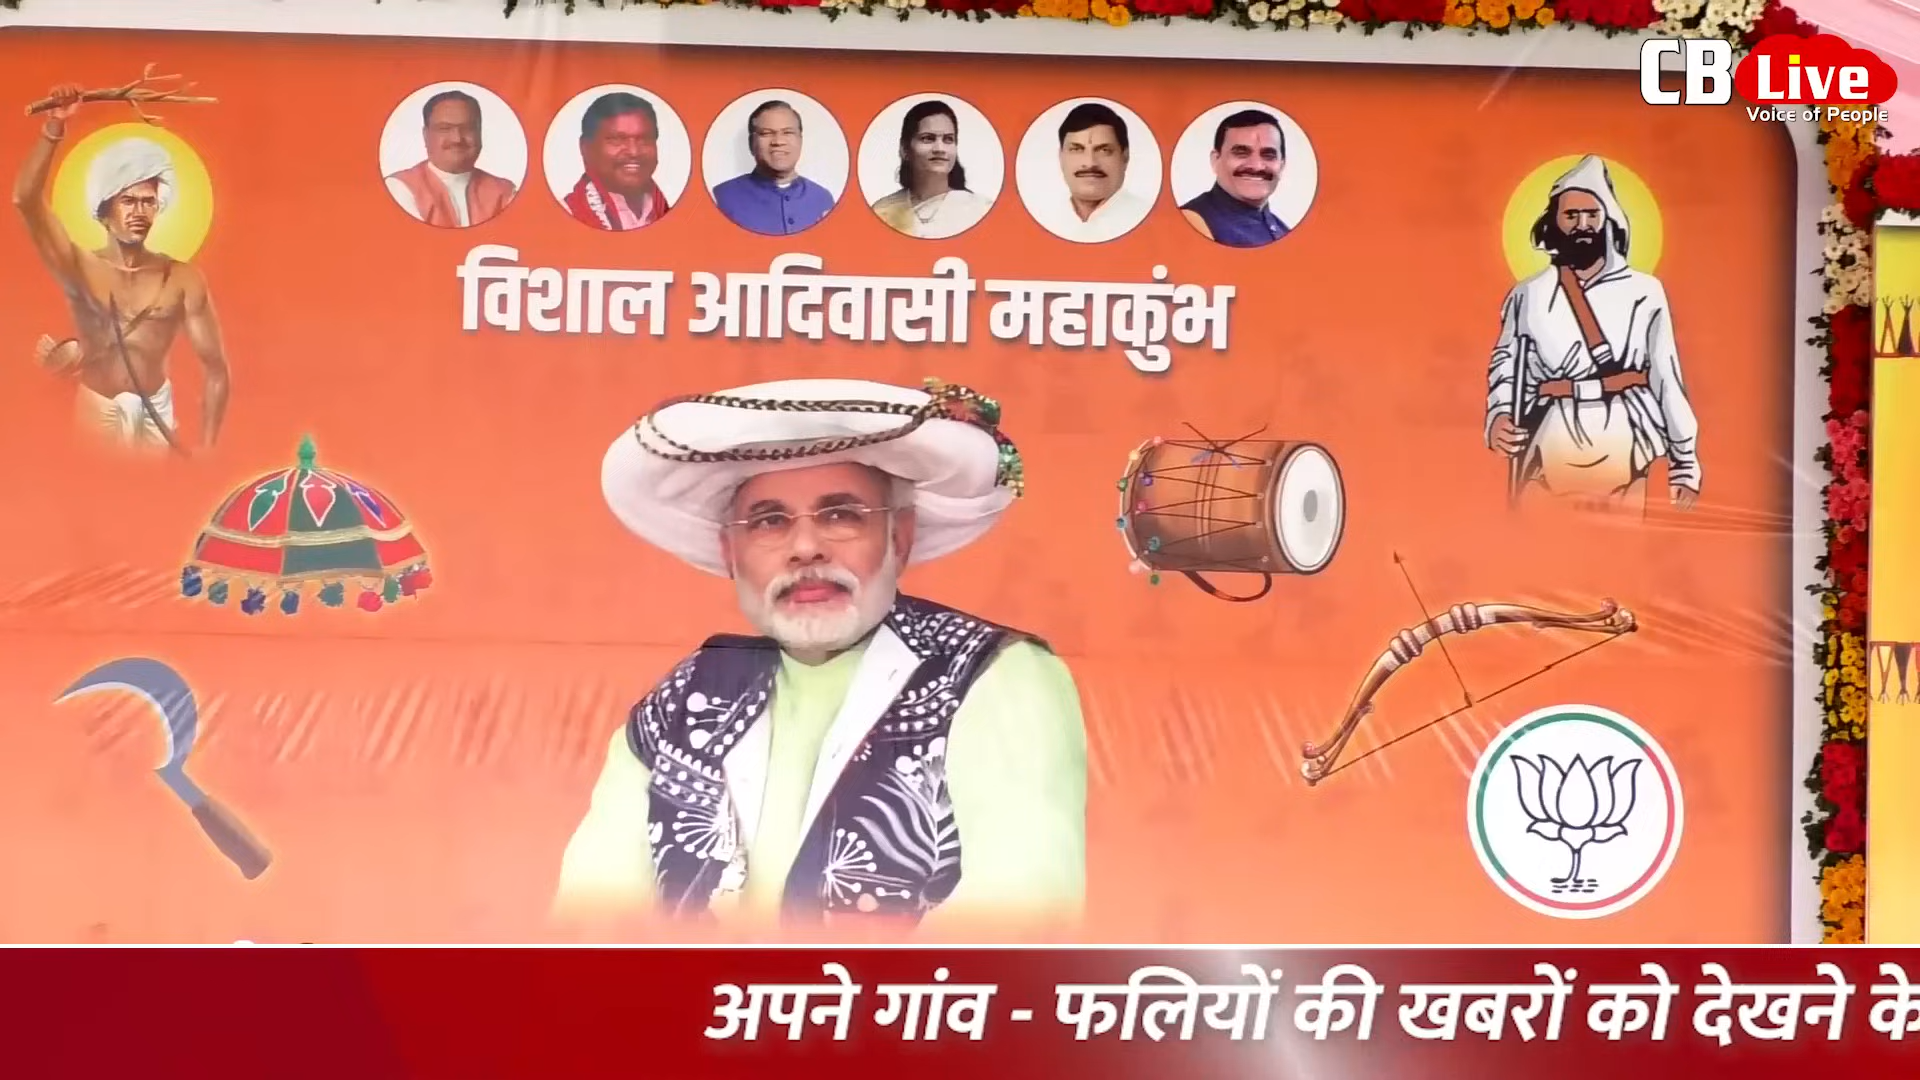 CB Live
Voice of People
विशाल आदिवासी महाकुंभ
अपने गांव - फलियों की खबरों को देखने के